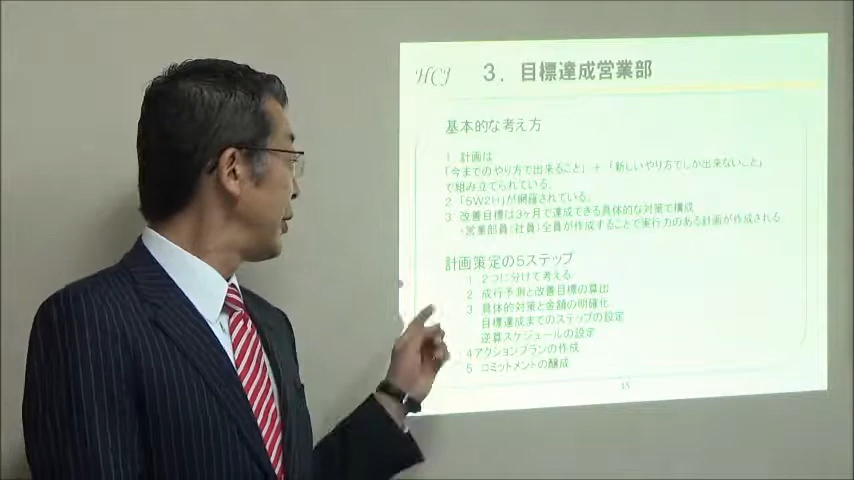 HCI
3．目標達成営業部
基本的な考え方
1 計画は
「今までのやり方で出来ること」＋「新しいやり方でしか出来ないこと」
で組み立てられている。
2 「5W2H」が網羅されている。
3 改善目標は3ヶ月で達成できる具体的な対策で構成
・営業部員（社員）全員が作成することで実行力のある計画が作成される
計画策定の5ステップ
1 2つに分けて考える
2 成行予測と改善目標の算出
3 具体的対策と金額の明確化
目標達成までのステップの設定
逆算スケジュールの設定
4アクションプランの作成
5 コミットメントの醸成